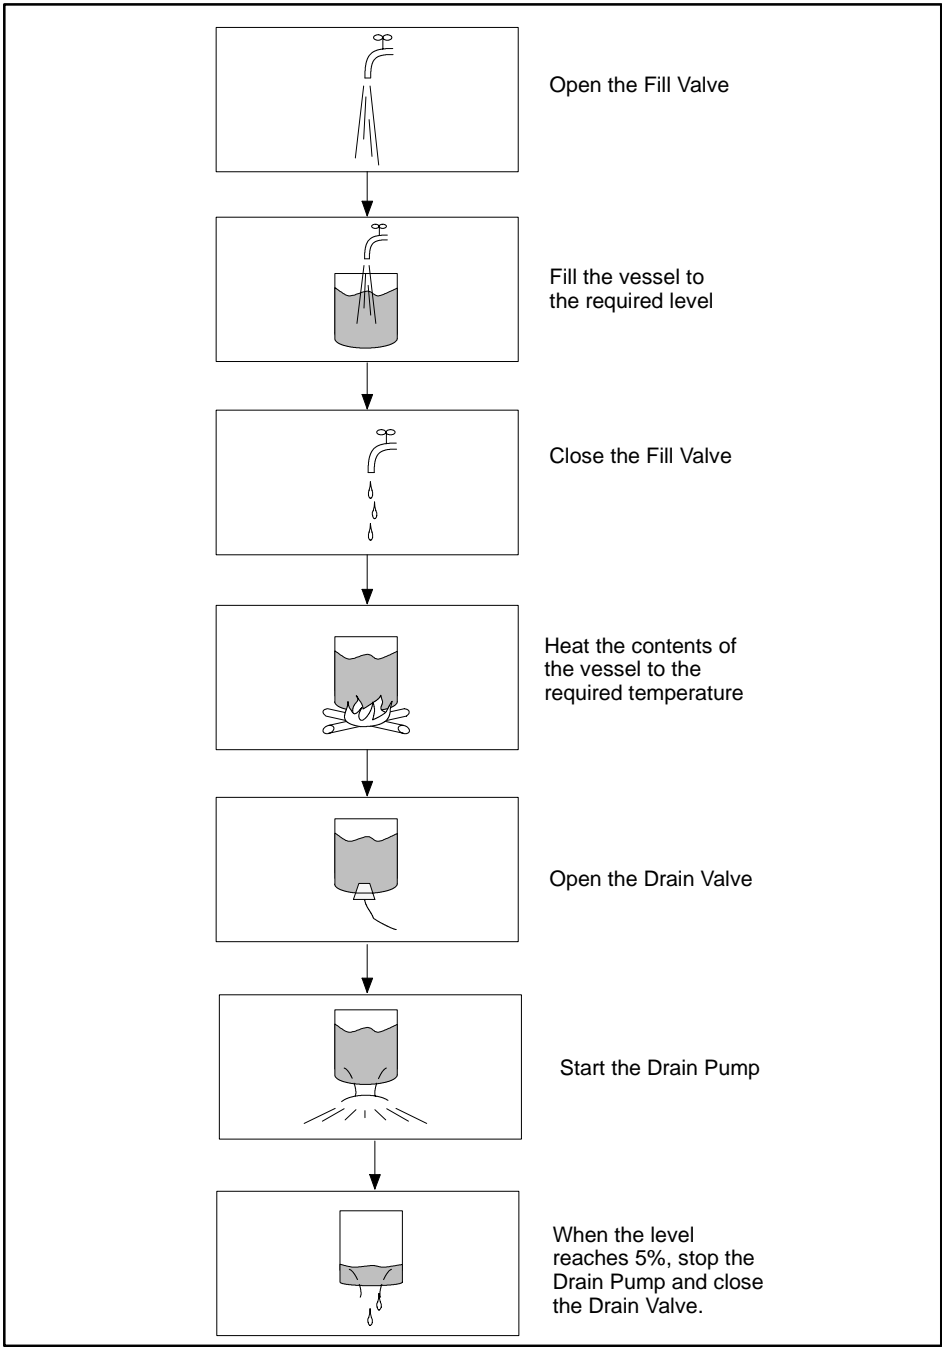 Open the Fill Valve
Fill the vessel to
the required level
Close the Fill Valve
Heat the contents of
the vessel to the
required temperature
Open the Drain Valve
Start the Drain Pump
When the level
reaches 5%, stop the
Drain Pump and close
the Drain Valve.